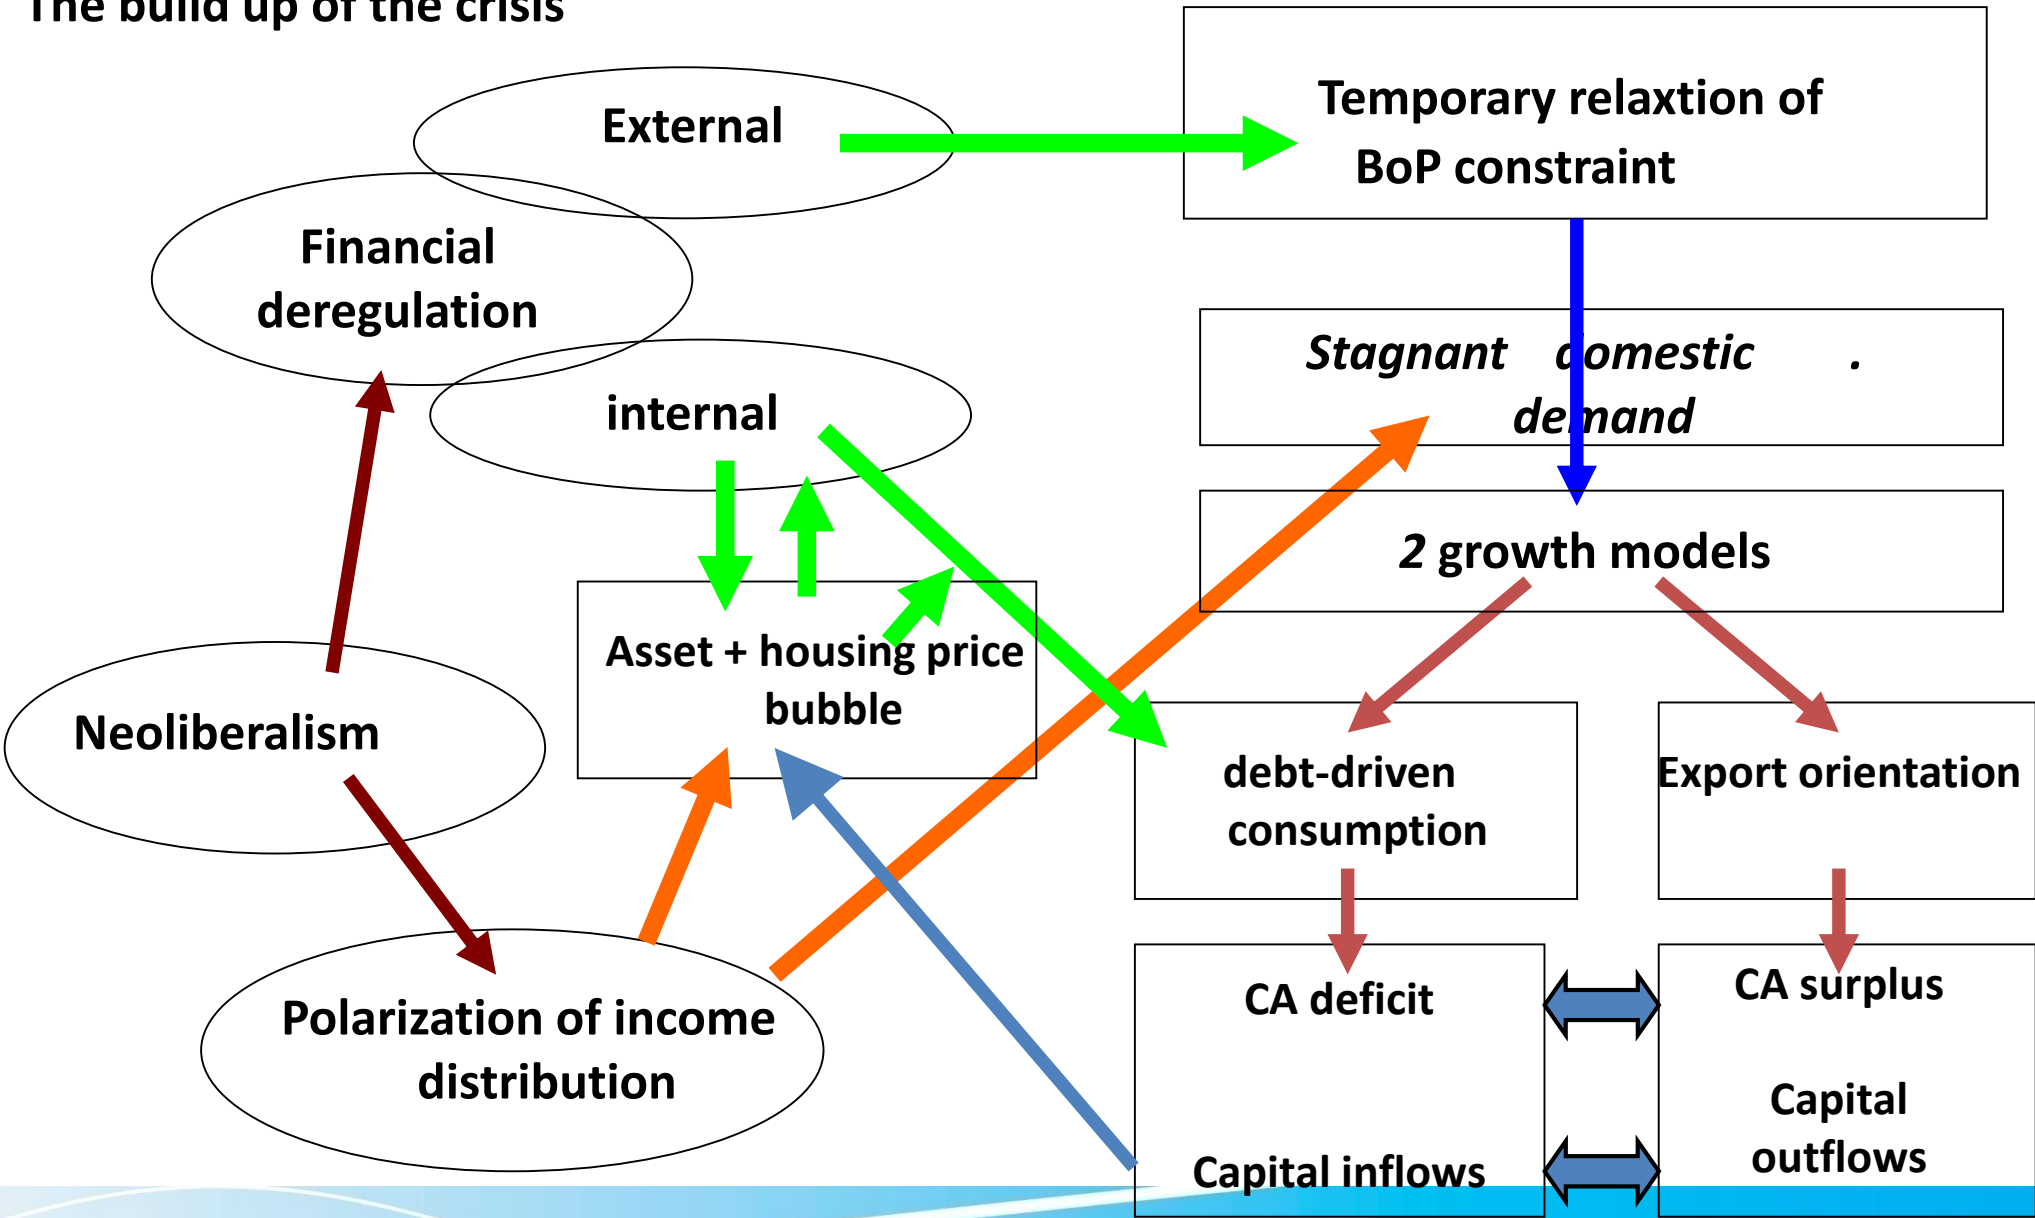 The build up of the crisis
External
Temporary relaxtion of
BoP constraint
Financial
deregulation
Stagnant domestic .
demand
internal
2 growth models
Asset + housing price
bubble
Neoliberalism
debt-driven
consumption
Export orientation
Polarization of income
distribution
CA deficit
CA surplus
Capital
outflows
Capital inflows